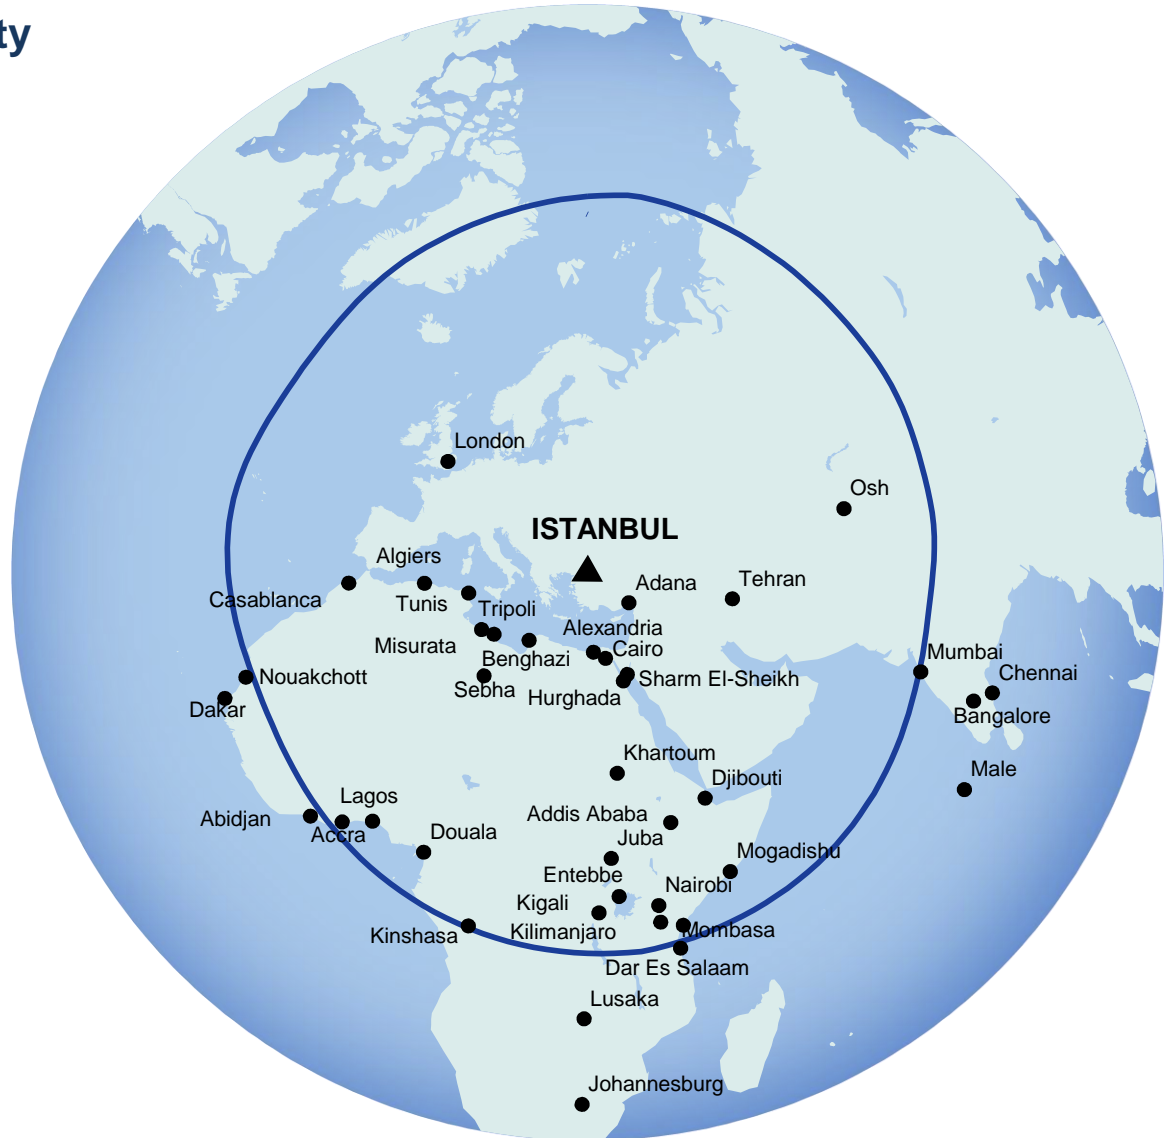 ty
London
Osh
ISTANBUL
Algiers
Adana
Tehran
Casablanca
Tunis
Tripoli
Alexandria
Misurata
Benghazi
Cairo
Mumbai
Nouakchott
Sebha
Hurghada
Sharm El-Sheikh
Chennai
Dakar
Bangalore
Khartoum
Djibouti
Male
Lagos
Abidjan
Accra
Addis Ababa
Douala
Juba
Mogadishu
Entebbe
Nairobi
Kigali
Kinshasa
Kilimanjaro
Mombasa
Dar Es Salaam
Lusaka
Johannesburg